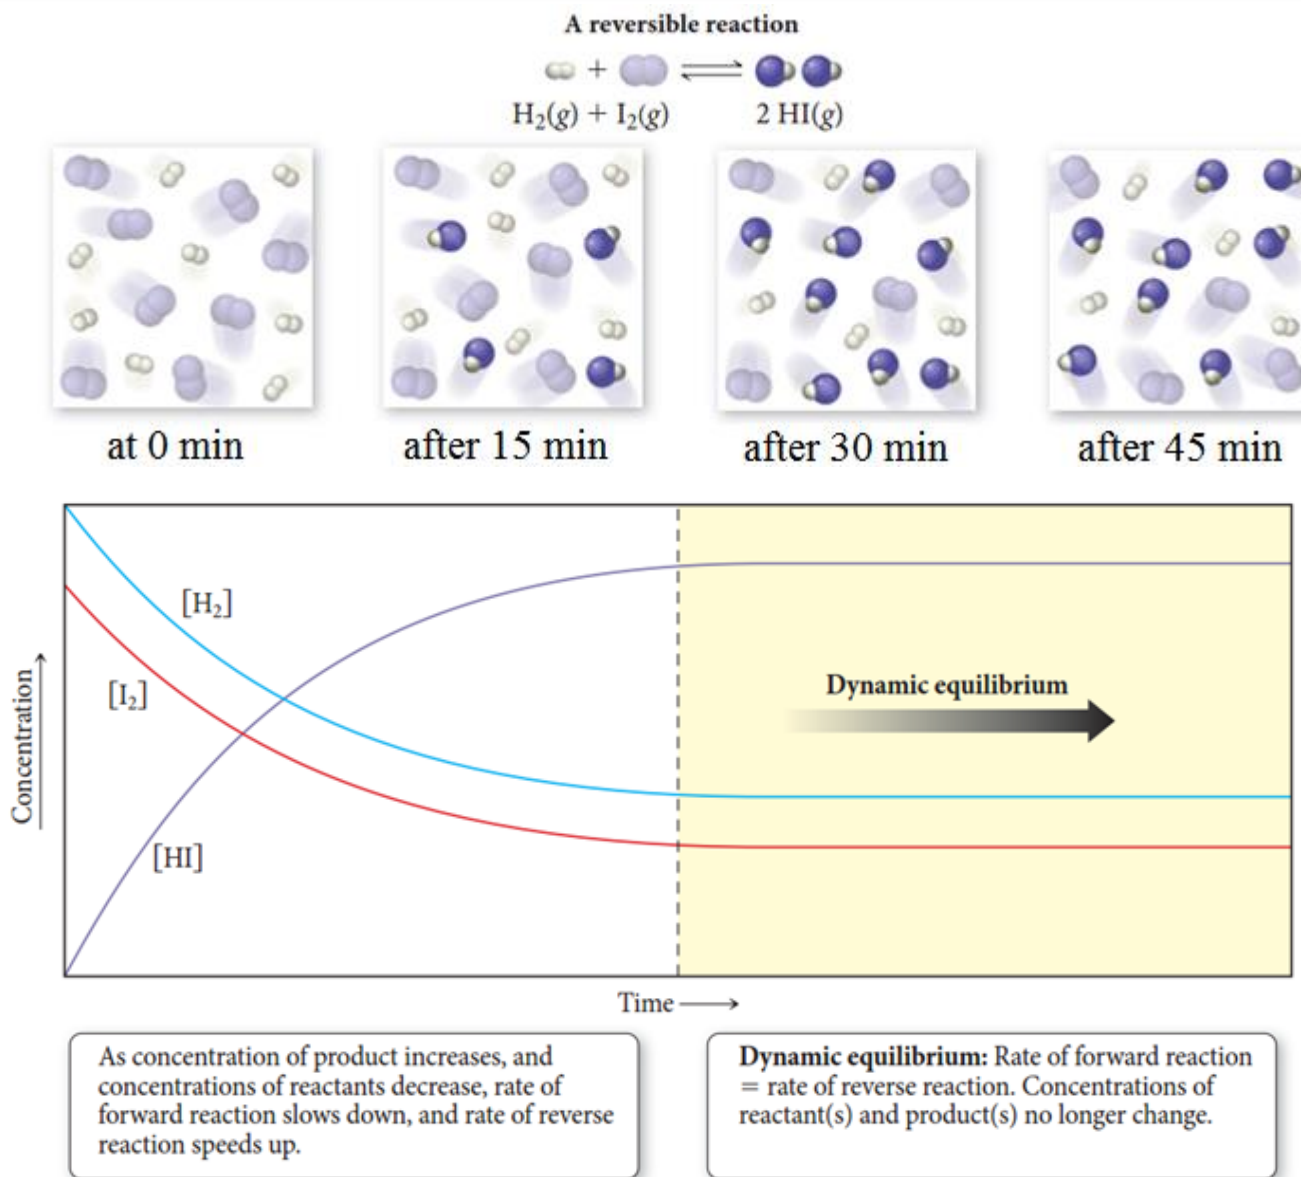 A reversible reaction
+
H₂(g) + I₂(g)
2 HI(g)
at 0 min
after 15 min
after 30 min
after 45 min
[H₂]
[I₂]
[HI]
Dynamic equilibrium
Concentration
Time
As concentration of product increases, and
concentrations of reactants decrease, rate of
forward reaction slows down, and rate of reverse
reaction speeds up.
Dynamic equilibrium: Rate of forward reaction
= rate of reverse reaction. Concentrations of
reactant(s) and product(s) no longer change.